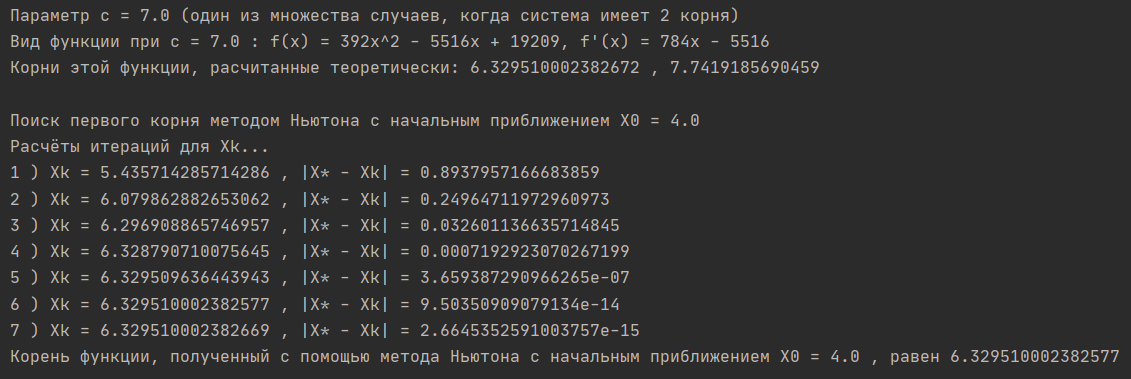 Параметр c = 7.0 (один из множества случаев, когда система имеет 2 корня)
Вид функции при c = 7.0 : f(x) = 392x^2 - 5516x + 19209, f'(x) = 784x - 5516
Корни этой функции, расчитанные теоретически: 6.329510002382672 , 7.7419185690459
Поиск первого корня методом Ньютона с начальным приближением X0 = 4.0
Расчёты итераций для Xk...
1 ) Xk = 5.435714285714286 , |X* - Xk| = 0.8937957166683859
2 ) Xk = 6.079862882653062 , |X* - Xk| = 0.24964711972960973
3 ) Xk = 6.296908865746957 , |X* - Xk| = 0.032601136635714845
4 ) Xk = 6.328790710075645 , |X* - Xk| = 0.0007192923070267199
5 ) Xk = 6.329509636443943 , |X* - Xk| = 3.6593872909662​65e-07
6 ) Xk = 6.329510002382577 , |X* - Xk| = 9.50350909079134e-14
7 ) Xk = 6.329510002382669 , |X* - Xk| = 2.6645352591003757e-15
Корень функции, полученный с помощью метода Ньютона с начальным приближением X0 = 4.0 , равен 6.329510002382577